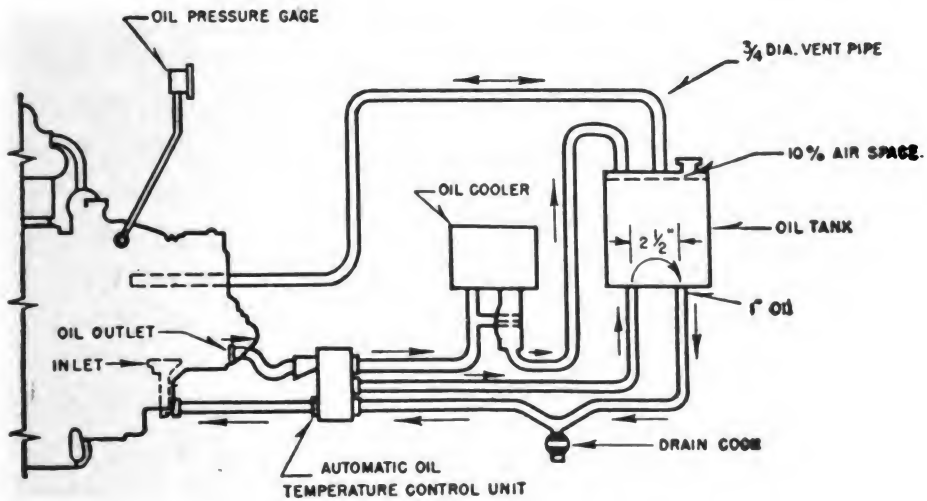 OIL PRESSURE GAGE
3/4 DIA. VENT PIPE
10% AIR SPACE.
OIL COOLER
OIL TANK
2 1/2"
1" OIL
OIL OUTLET
INLET
DRAIN COCK
AUTOMATIC OIL
TEMPERATURE CONTROL UNIT